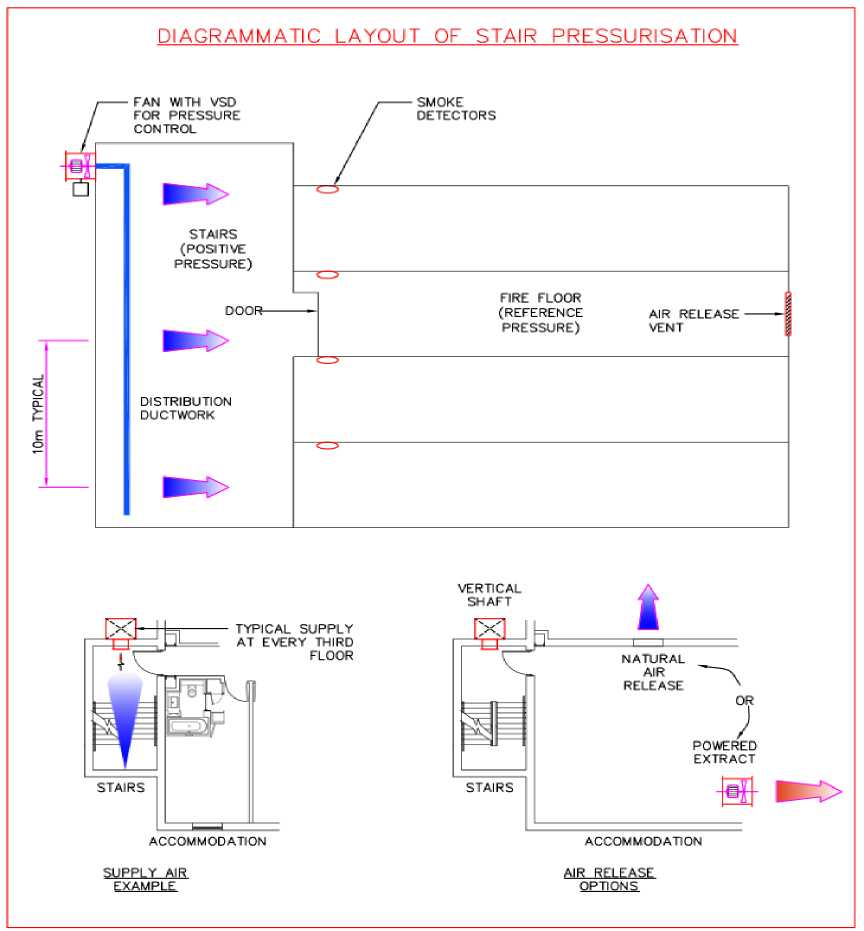 DIAGRAMMATIC LAYOUT OF STAIR PRESSURISATION
FAN WITH VSD
FOR PRESSURE
CONTROL
SMOKE
DETECTORS
STAIRS
(POSITIVE
PRESSURE)
DOOR
FIRE FLOOR
(REFERENCE
PRESSURE)
AIR RELEASE
VENT
10m TYPICAL
DISTRIBUTION
DUCTWORK
TYPICAL SUPPLY
AT EVERY THIRD
FLOOR
STAIRS
ACCOMMODATION
SUPPLY AIR
EXAMPLE
VERTICAL
SHAFT
NATURAL
AIR
RELEASE
OR
POWERED
EXTRACT
STAIRS
ACCOMMODATION
AIR RELEASE
OPTIONS